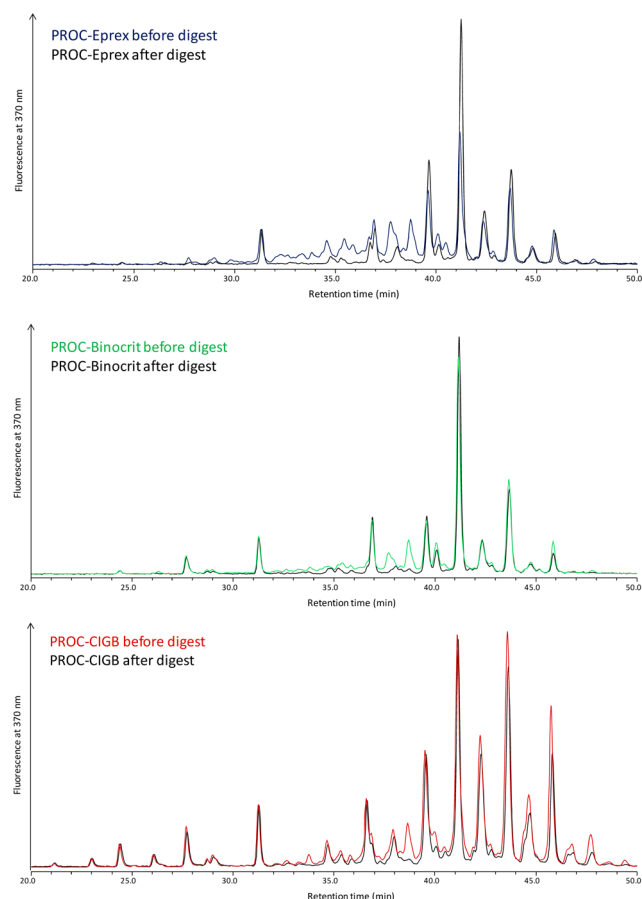 PROC-Eprex before digest
PROC-Eprex after digest
Fluorescence at 370 nm
20.0 25.0 30.0 35.0 40.0 45.0 50.0
Retention time (min)
PROC-Binocrit before digest
PROC-Binocrit after digest
Fluorescence at 370 nm
20.0 25.0 30.0 35.0 40.0 45.0 50.0
Retention time (min)
PROC-CIGB before digest
PROC-CIGB after digest
Fluorescence at 370 nm
20.0 25.0 30.0 35.0 40.0 45.0 50.0
Retention time (min)